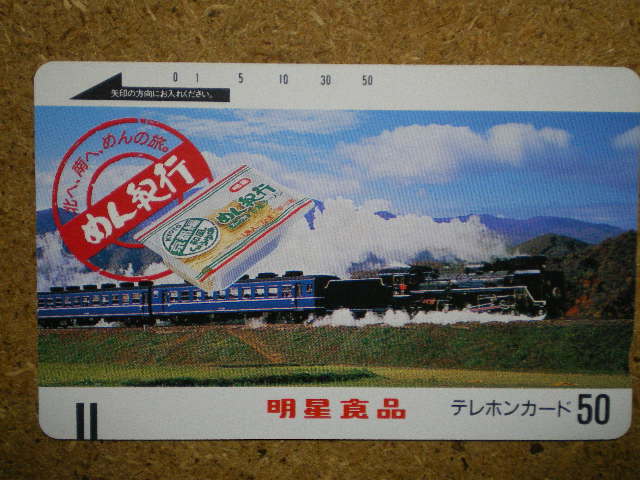 0 1 5 10 30 50
矢印の方向にお入れください。
北へ、南へ、めんの旅。
めん紀行
明星
めん紀行
明星食品
テレホンカード 50